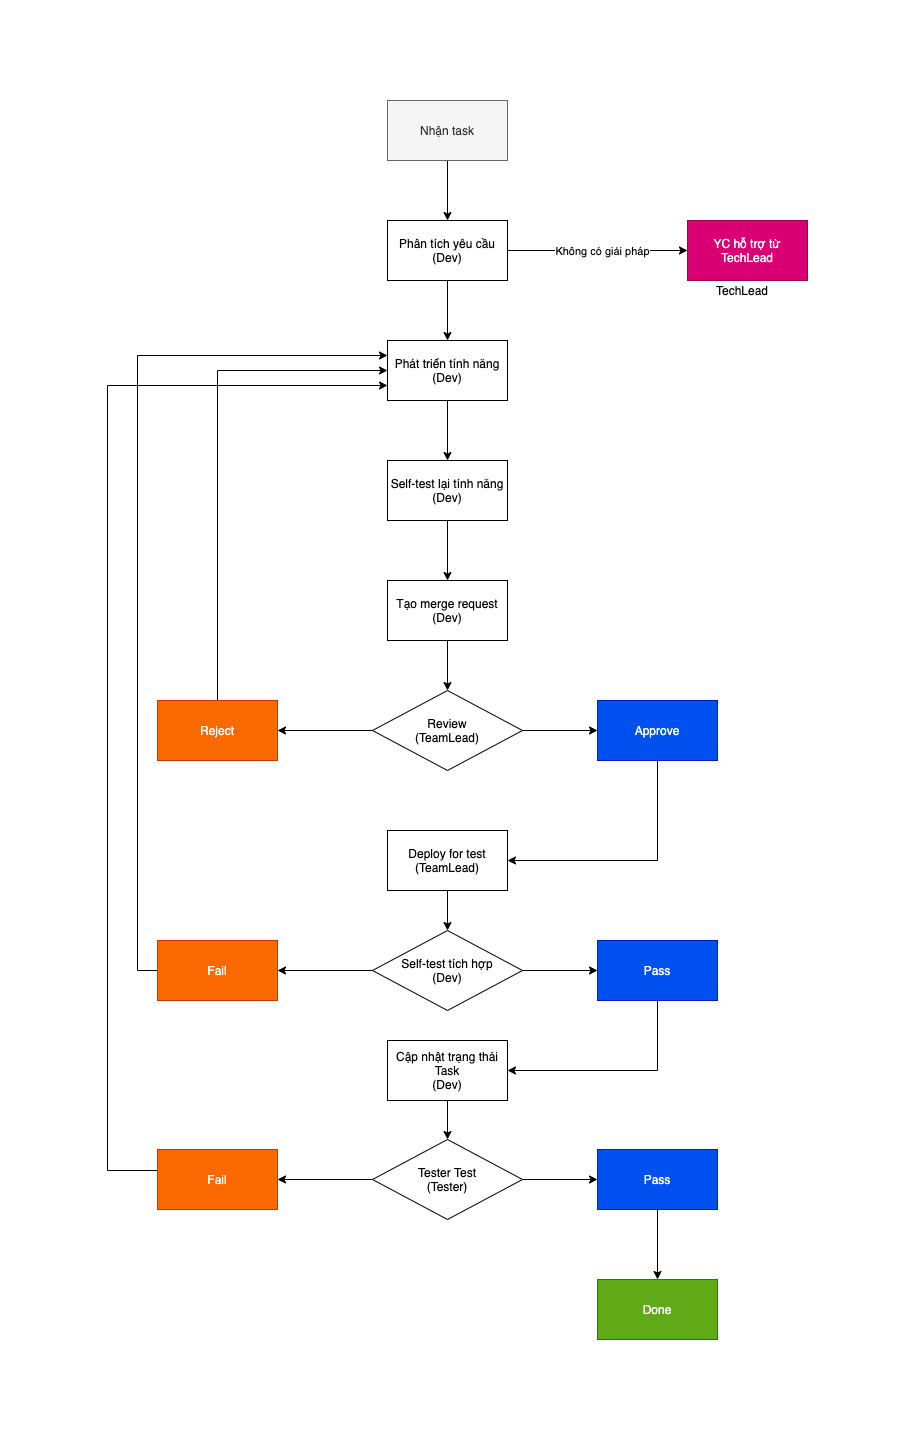 Nhận task
Phân tích yêu cầu
(Dev)
Không có giải pháp
YC hỗ trợ từ
TechLead
TechLead
Phát triển tính năng
(Dev)
Self-test lại tính năng
(Dev)
Tạo merge request
(Dev)
Reject
Review
(TeamLead)
Approve
Deploy for test
(TeamLead)
Fail
Self-test tích hợp
(Dev)
Pass
Cập nhật trạng thái
Task
(Dev)
Fail
Tester Test
(Tester)
Pass
Done